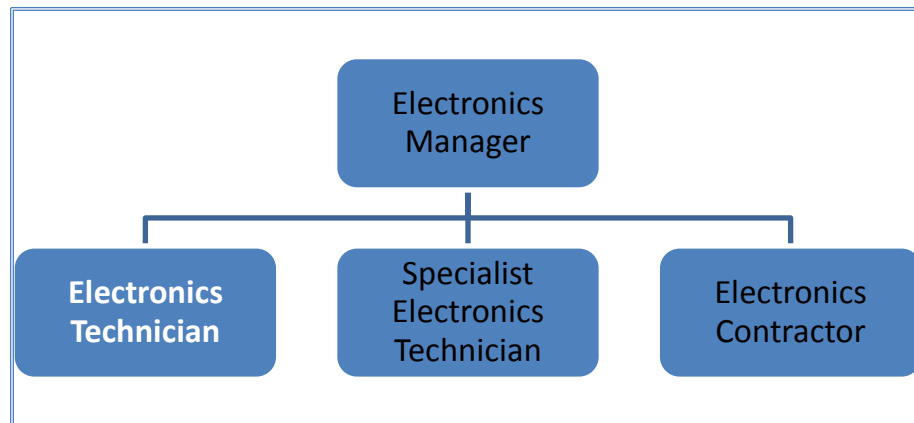 Electronics
Manager
Electronics
Technician
Specialist
Electronics
Technician
Electronics
Contractor